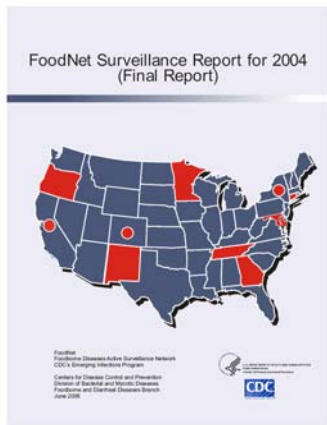 FoodNet Surveillance Report for 2004
(Final Report)
FoodNet
Foodborne Diseases Active Surveillance Network
CDC's Emerging Infections Program
Centers for Disease Control and Prevention
Division of Bacterial and Mycotic Diseases
Foodborne and Diarrheal Diseases Branch
June 2006
CDC